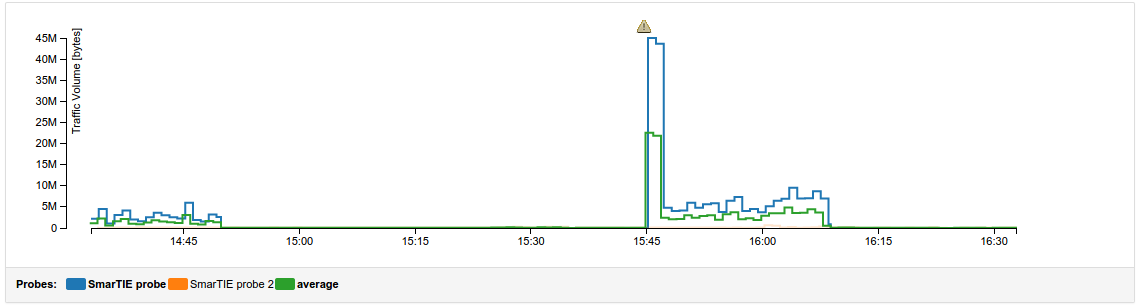 45M
40M
35M
30M
25M
20M
15M
10M
5M
0
Traffic Volume [bytes]
14:45 15:00 15:15 15:30 15:45 16:00 16:15 16:30
Probes: SmarTIE probe SmarTIE probe 2 average